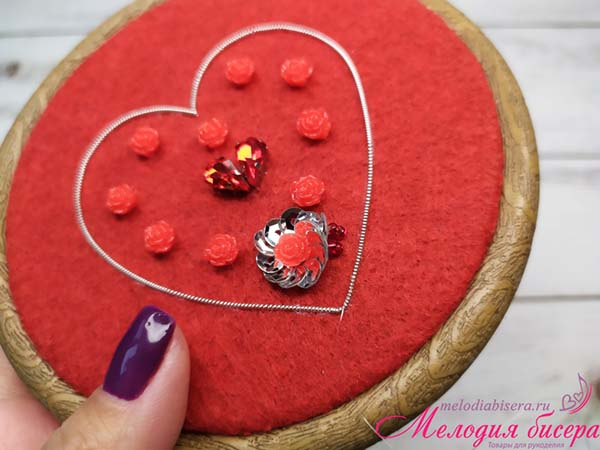 melodiabisera.ru
Мелодия бисера
Товары для рукоделия